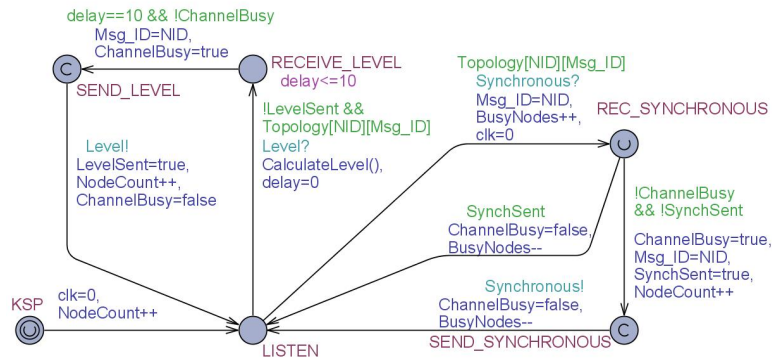 delay==10 && !ChannelBusy
Msg_ID=NID,
ChannelBusy=true
C
SEND_LEVEL
RECEIVE_LEVEL
delay<=10
!LevelSent &&
Topology[NID][Msg_ID]
Level?
CalculateLevel(),
delay=0
Level!
LevelSent=true,
NodeCount++,
ChannelBusy=false
Topology[NID][Msg_ID]
Synchronous?
Msg_ID=NID,
BusyNodes++,
clk=0
REC_SYNCHRONOUS
U
!ChannelBusy
&& !SynchSent
ChannelBusy=true,
Msg_ID=NID,
SynchSent=true,
NodeCount++
SynchSent
ChannelBusy=false,
BusyNodes--
Synchronous!
ChannelBusy=false,
BusyNodes--
C
SEND_SYNCHRONOUS
KSP
U
clk=0,
NodeCount++
LISTEN